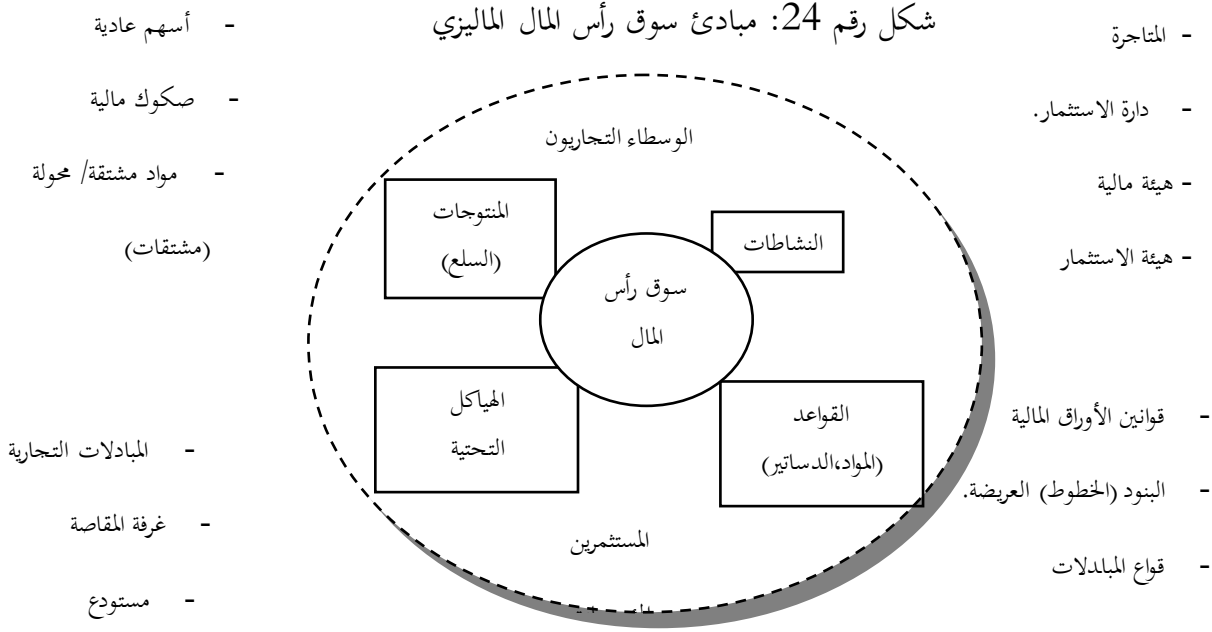 شكل رقم 24: مبادئ سوق رأس المال الماليزي
- المتاجرة
- دارة الاستثمار.
- هيئة مالية
- هيئة الاستثمار
- أسهم عادية
- صكوك مالية
- مواد مشتقة/ محولة
(مشتقات)
الوسطاء التجاريون
النشاطات
المنتوجات
(السلع)
سوق رأس
المال
القواعد
(المواد،الدساتير)
الهياكل
التحتية
المستثمرين
- قوانين الأوراق المالية
- البنود (الخطوط) العريضة.
- قواع المبلدلات
- المبادلات التجارية
- غرفة المقاصة
- مستودع